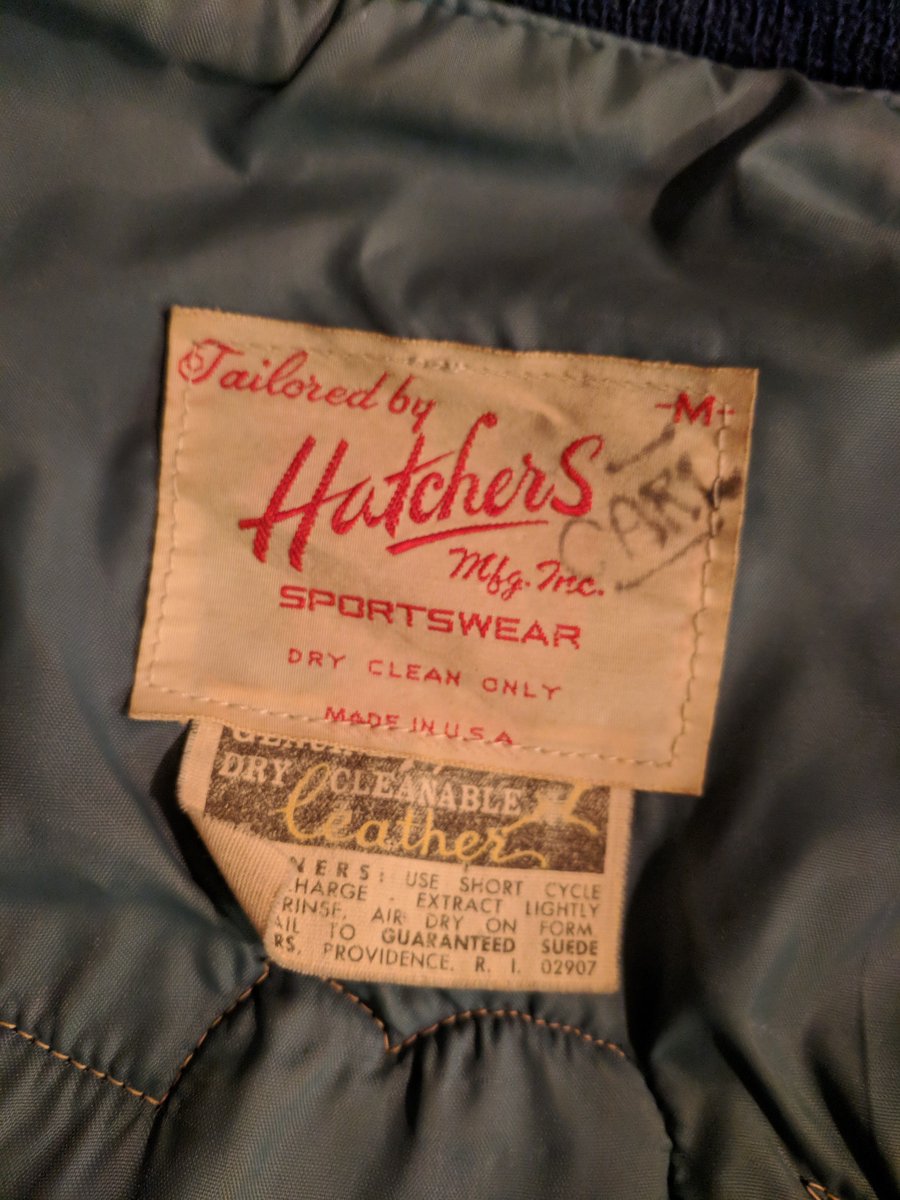 Tailored by
-M-
Hatchers
CARL
Mfg. Inc.
SPORTSWEAR
DRY CLEAN ONLY
MADE IN U.S.A
DRY CLEANABLE
Leather
NERS: USE SHORT CYCLE
HARGE - EXTRACT LIGHTLY
RINSE, AIR DRY ON FORM
AIL TO GUARANTEED SUEDE
RS, PROVIDENCE, R. I. 02907